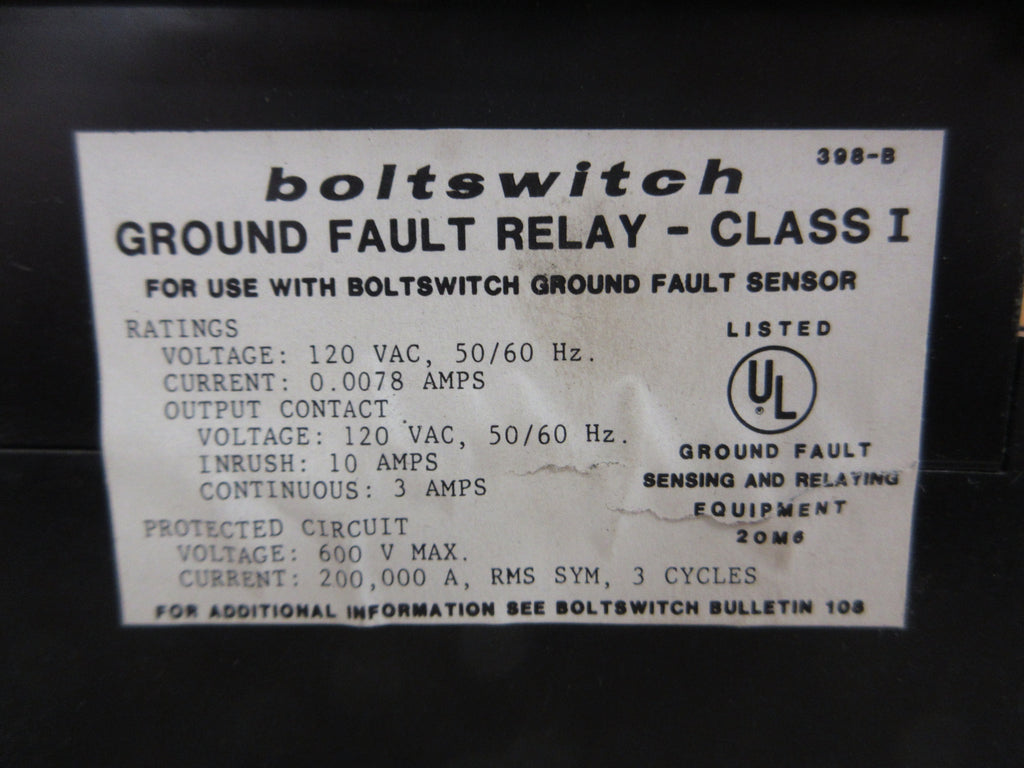 398-B
boltswitch
GROUND FAULT RELAY - CLASS I
FOR USE WITH BOLTSWITCH GROUND FAULT SENSOR
RATINGS
VOLTAGE: 120 VAC, 50/60 Hz.
CURRENT: 0.0078 AMPS
OUTPUT CONTACT
VOLTAGE: 120 VAC, 50/60 Hz.
INRUSH: 10 AMPS
CONTINUOUS: 3 AMPS
PROTECTED CIRCUIT
VOLTAGE: 600 V MAX.
CURRENT: 200,000 A, RMS SYM, 3 CYCLES
LISTED
UL
®
GROUND FAULT
SENSING AND RELAYING
EQUIPMENT
20M6
FOR ADDITIONAL INFORMATION SEE BOLTSWITCH BULLETIN 108